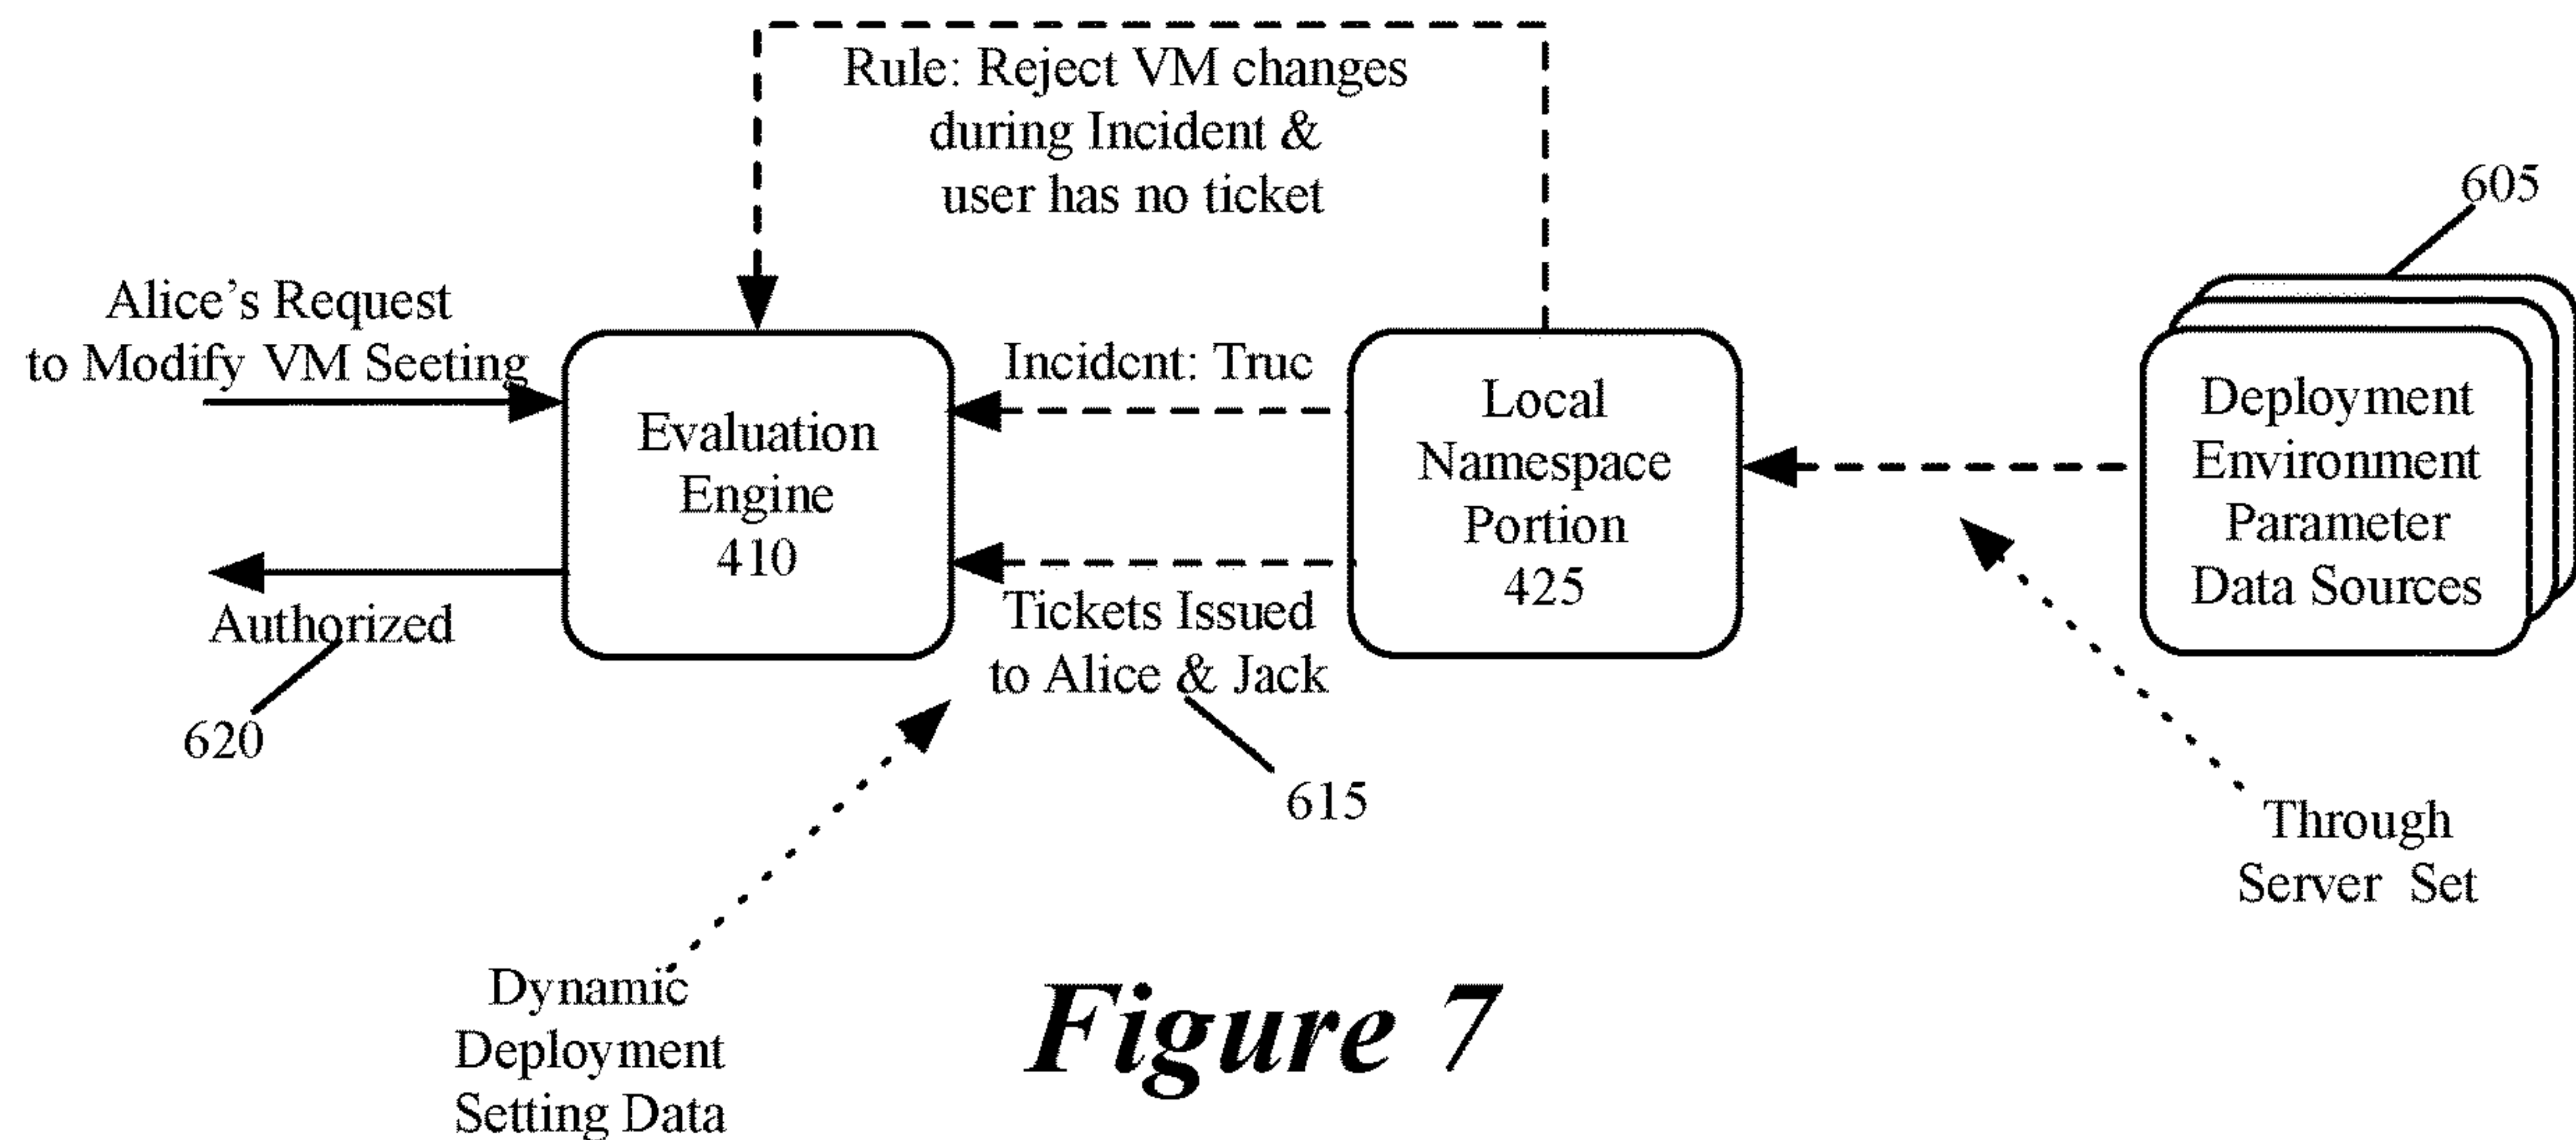 Rule: Reject VM changes
during Incident &
user has no ticket
605
Alice's Request
to Modify VM Seeting
Incident: True
Evaluation
Engine
410
Local
Namespace
Portion
425
Deployment
Environment
Parameter
Data Sources
Authorized
620
Tickets Issued
to Alice & Jack
615
Through
Server Set
Dynamic
Deployment
Setting Data
Figure 7